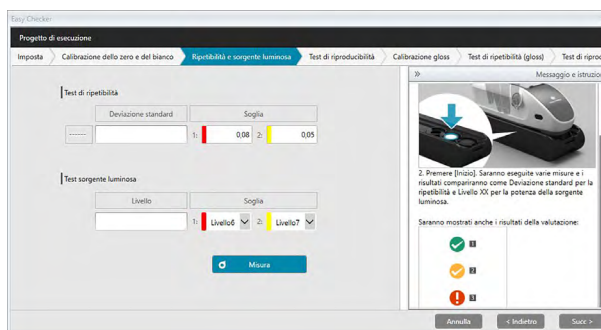 Easy Checker
Progetto di esecuzione
Imposta Calibrazione dello zero e del bianco Ripetibilità e sorgente luminosa Test di riproducibilità Calibrazione gloss Test di ripetibilità (gloss) Test di riproc
Test di ripetibilità
Deviazione standard Soglia
------ 1: 0,08 2: 0,05
Test sorgente luminosa
Livello Soglia
1: Livello6 2: Livello7
Misura
» Messaggio e istruzio
2. Premere [Inizio]. Saranno eseguite varie misure e i
risultati compariranno come Deviazione standard per la
ripetibilità e Livello XX per la potenza della sorgente
luminosa.
Saranno mostrati anche i risultati della valutazione:
1
2
3
Annulla < Indietro Succ >